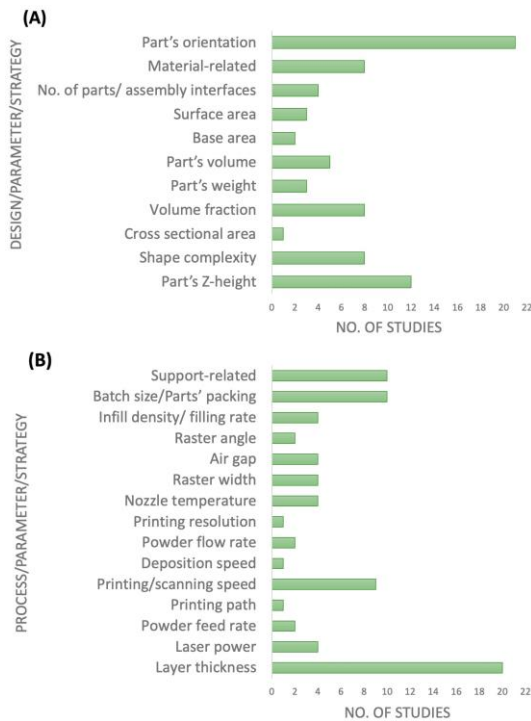 (A)
DESIGN/PARAMETER/STRATEGY
Part's orientation
Material-related
No. of parts/ assembly interfaces
Surface area
Base area
Part's volume
Part's weight
Volume fraction
Cross sectional area
Shape complexity
Part's Z-height
0 2 4 6 8 10 12 14 16 18 20 22
NO. OF STUDIES
(B)
PROCESS/PARAMETER/STRATEGY
Support-related
Batch size/Parts' packing
Infill density/ filling rate
Raster angle
Air gap
Raster width
Nozzle temperature
Printing resolution
Powder flow rate
Deposition speed
Printing/scanning speed
Printing path
Powder feed rate
Laser power
Layer thickness
0 2 4 6 8 10 12 14 16 18 20 22
NO. OF STUDIES